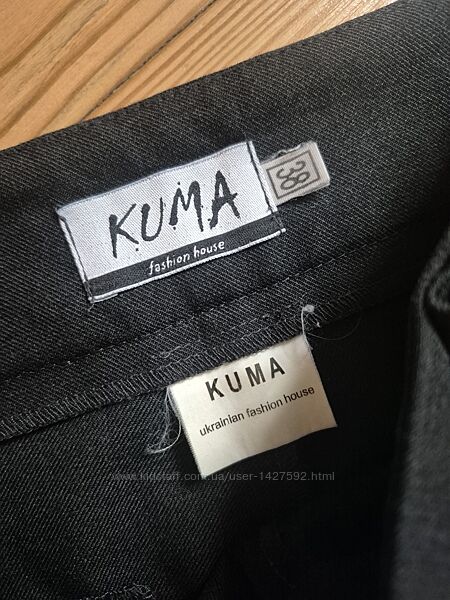 KUMA
fashion house
38
KUMA
ukrainian fashion house
www.kidstaff.com.ua/user-1427592.html